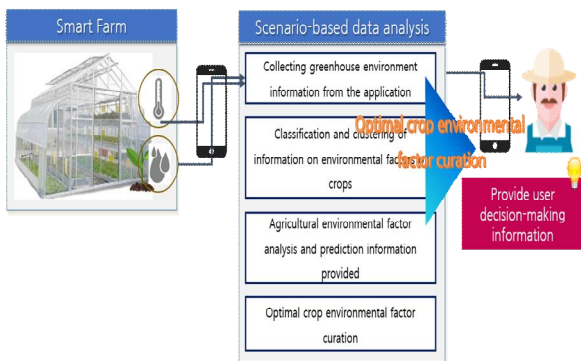 Smart Farm
Scenario-based data analysis
Collecting greenhouse environment
information from the application
Classification and clustering of
information on environmental factors
crops
Agricultural environmental factor
analysis and prediction information
provided
Optimal crop environmental factor
curation
Optimal crop environmental
factor curation
Provide user
decision-making
information